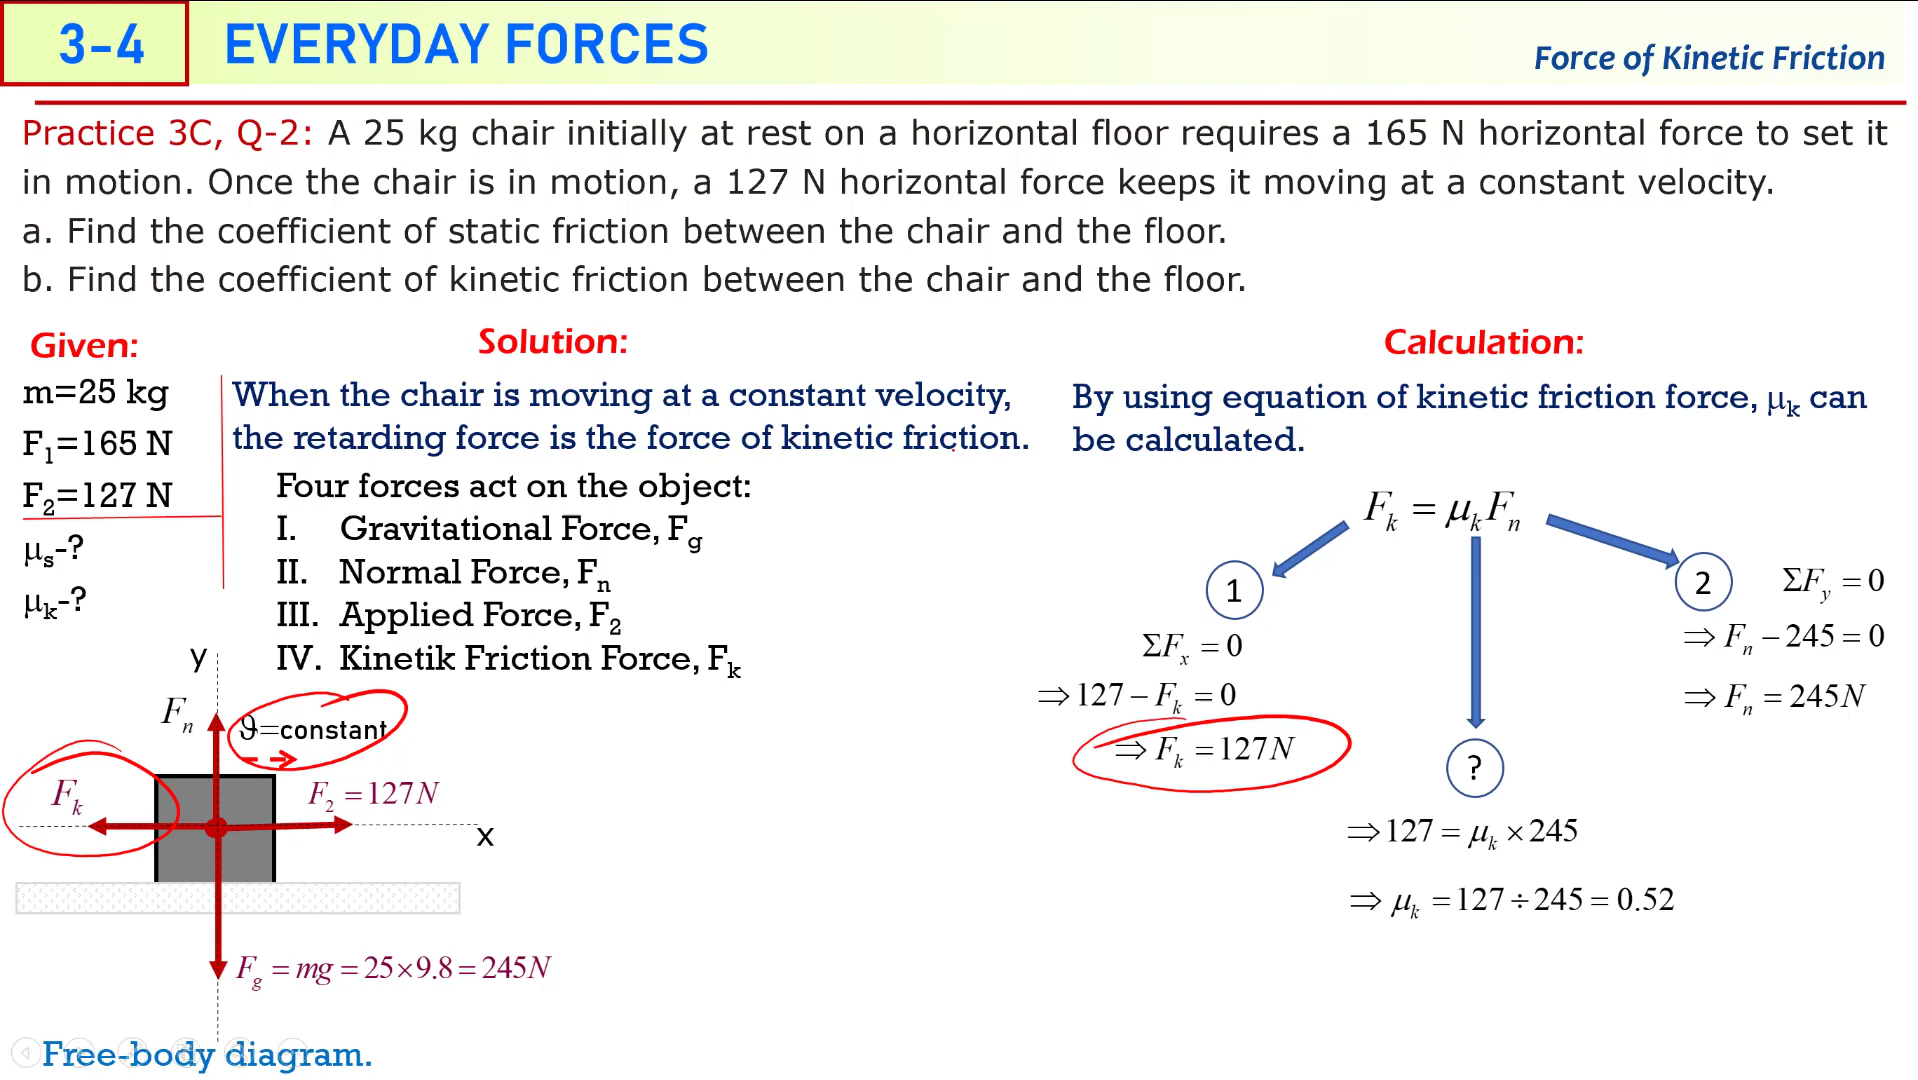 3-4
EVERYDAY FORCES
Force of Kinetic Friction
Practice 3C, Q-2: A 25 kg chair initially at rest on a horizontal floor requires a 165 N horizontal force to set it
in motion. Once the chair is in motion, a 127 N horizontal force keeps it moving at a constant velocity.
a. Find the coefficient of static friction between the chair and the floor.
b. Find the coefficient of kinetic friction between the chair and the floor.
Given:
m=25 kg
F₁=165 N
F₂=127 N
μₛ-?
μₖ-?
Solution:
When the chair is moving at a constant velocity,
the retarding force is the force of kinetic friction.
Four forces act on the object:
I. Gravitational Force, F_g
II. Normal Force, Fₙ
III. Applied Force, F₂
IV. Kinetik Friction Force, Fₖ
y
Fₙ
ϑ=constant
Fₖ
F₂ = 127N
x
F_g = mg = 25×9.8 = 245N
Free-body diagram.
Calculation:
By using equation of kinetic friction force, μₖ can
be calculated.
Fₖ = μₖFₙ
1
ΣFₓ = 0
⇒127 − Fₖ = 0
⇒ Fₖ = 127N
2
ΣF_y = 0
⇒ Fₙ − 245 = 0
⇒ Fₙ = 245N
?
⇒127 = μₖ × 245
⇒ μₖ = 127 ÷ 245 = 0.52